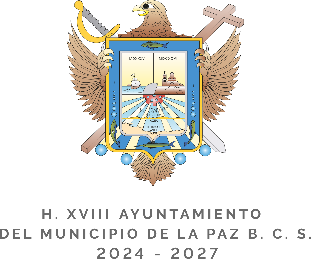 H. XVIII AYUNTAMIENTO
DEL MUNICIPIO DE LA PAZ B. C. S.
2024 - 2027